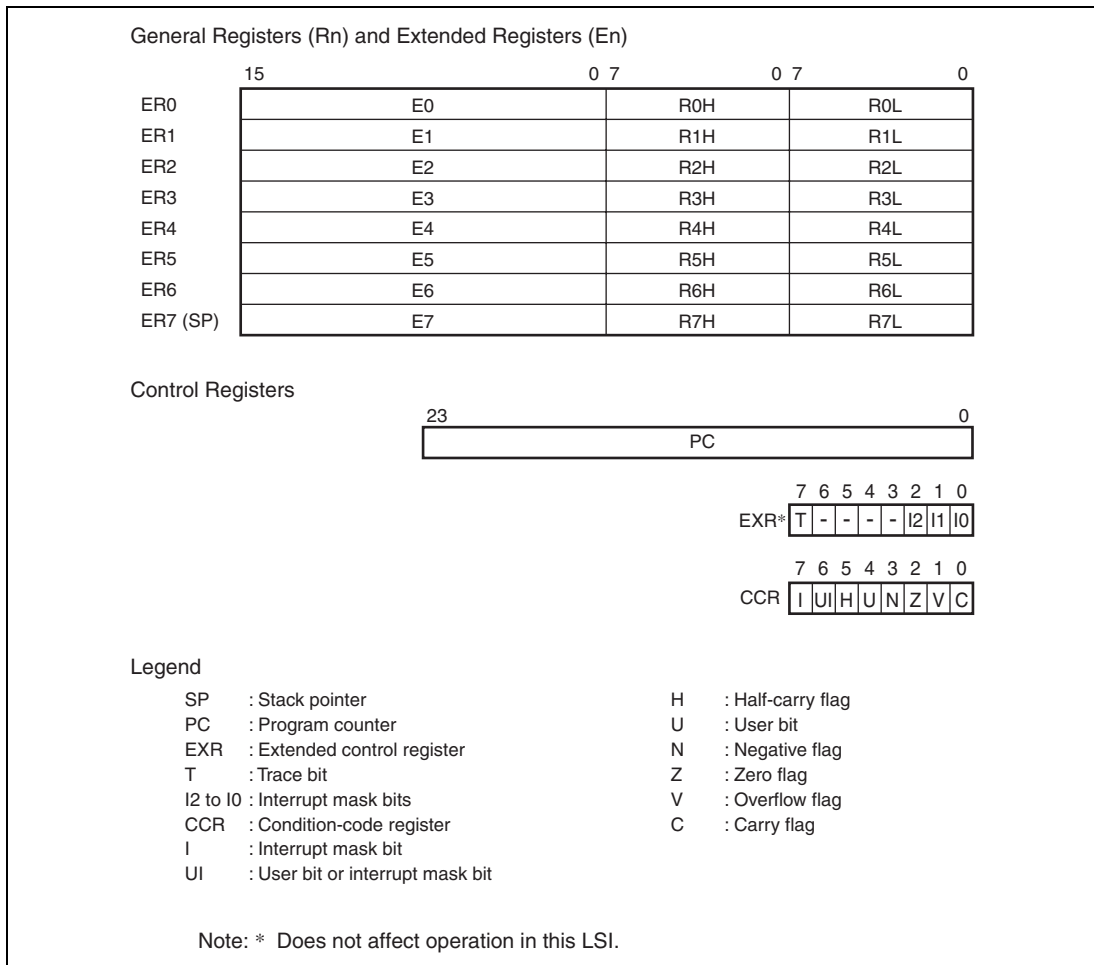 General Registers (Rn) and Extended Registers (En)
15 0 7 0 7 0
ER0 E0 R0H R0L
ER1 E1 R1H R1L
ER2 E2 R2H R2L
ER3 E3 R3H R3L
ER4 E4 R4H R4L
ER5 E5 R5H R5L
ER6 E6 R6H R6L
ER7 (SP) E7 R7H R7L
Control Registers
23 0
PC
7 6 5 4 3 2 1 0
EXR* T - - - - I2 I1 I0
7 6 5 4 3 2 1 0
CCR I UI H U N Z V C
Legend
SP : Stack pointer
PC : Program counter
EXR : Extended control register
T : Trace bit
I2 to I0 : Interrupt mask bits
CCR : Condition-code register
I : Interrupt mask bit
UI : User bit or interrupt mask bit
H : Half-carry flag
U : User bit
N : Negative flag
Z : Zero flag
V : Overflow flag
C : Carry flag
Note: * Does not affect operation in this LSI.